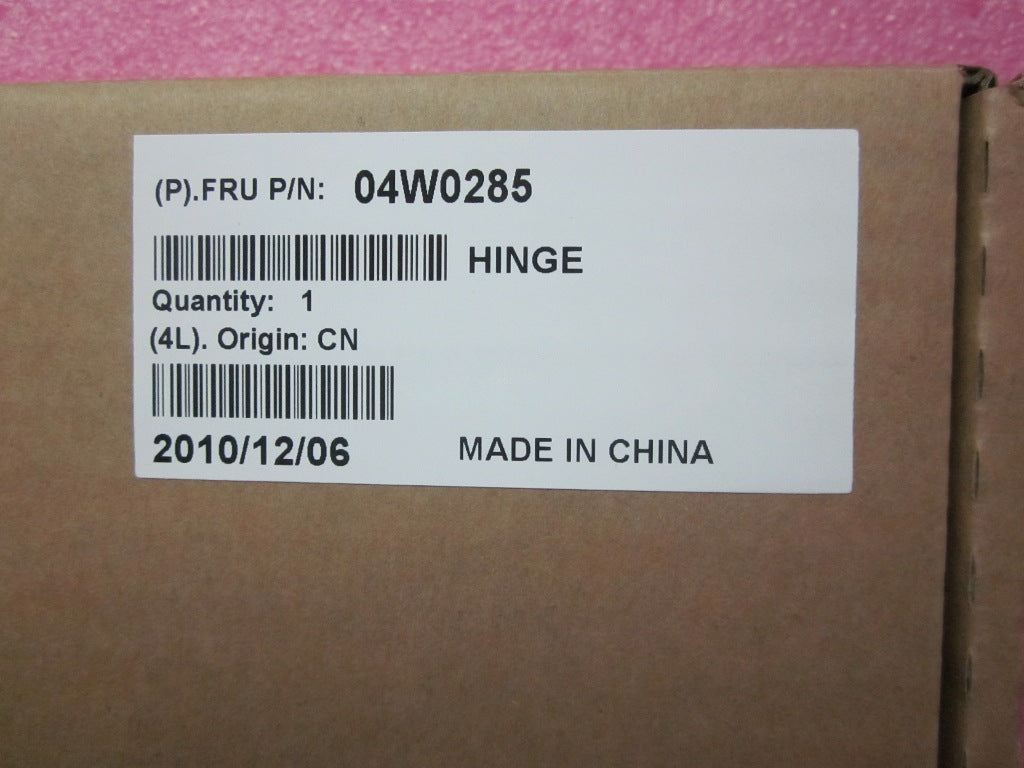 (P).FRU P/N: 04W0285
HINGE
Quantity: 1
(4L). Origin: CN
2010/12/06 MADE IN CHINA